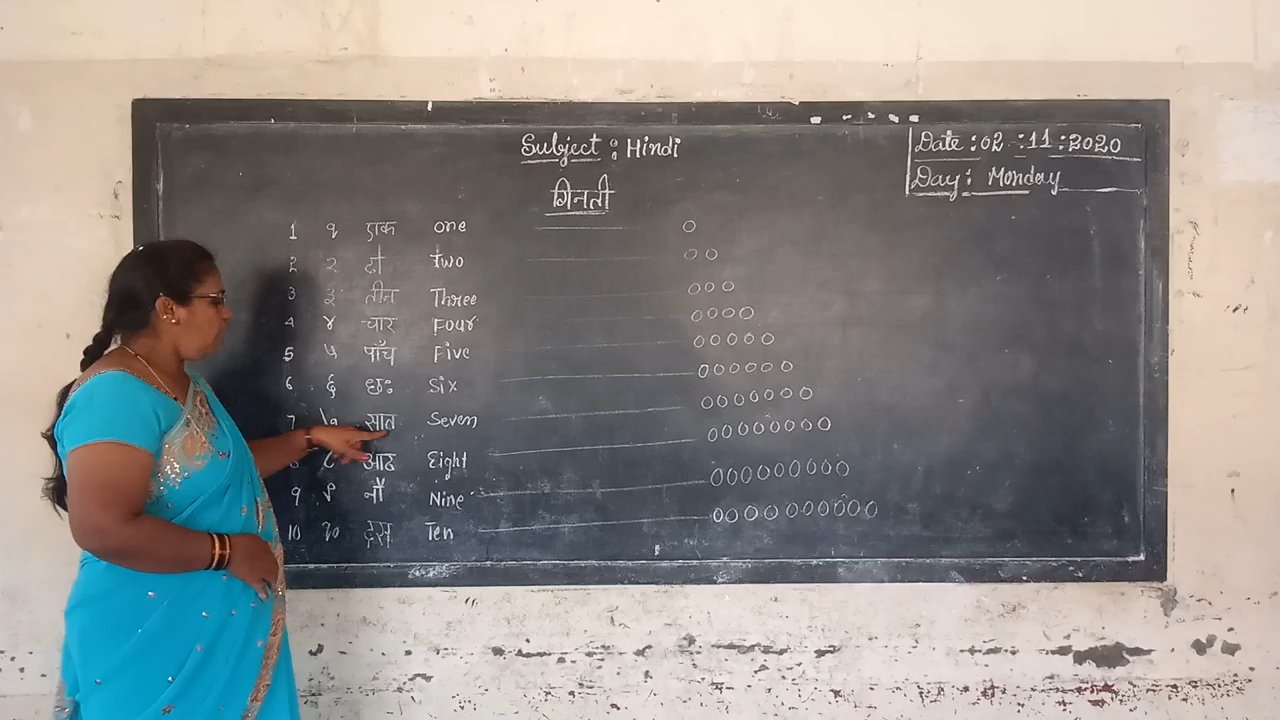 Subject : Hindi
Date : 02 : 11 : 2020
Day : Monday
गिनती
1 १ एक one
2 २ दो two
3 ३ तीन Three
4 ४ चार Four
5 ५ पाँच Five
6 ६ छः Six
7 ७ सात Seven
८ आठ Eight
9 ९ नौ Nine
10 १० दस Ten